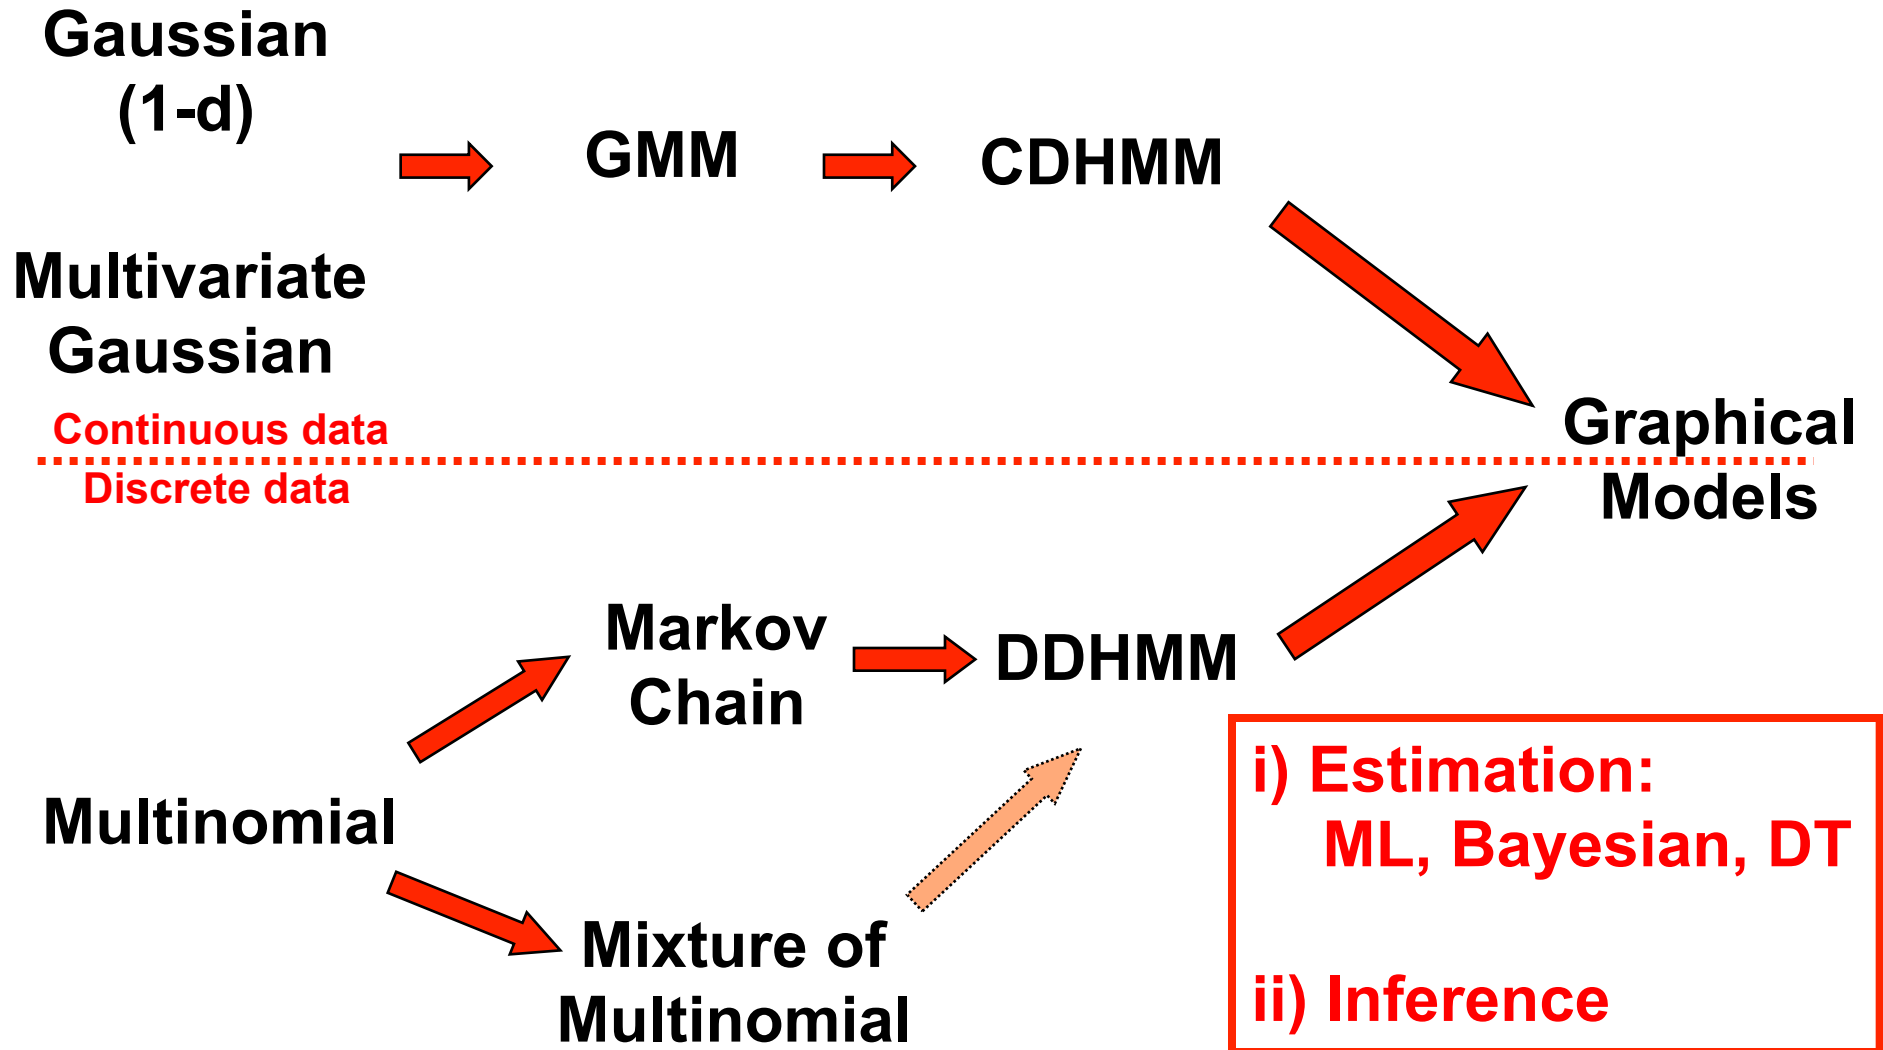 Gaussian
(1-d)
GMM
CDHMM
Multivariate
Gaussian
Continuous data
Graphical
Models
Discrete data
Markov
Chain
DDHMM
Multinomial
Mixture of
Multinomial
i) Estimation:
ML, Bayesian, DT
ii) Inference